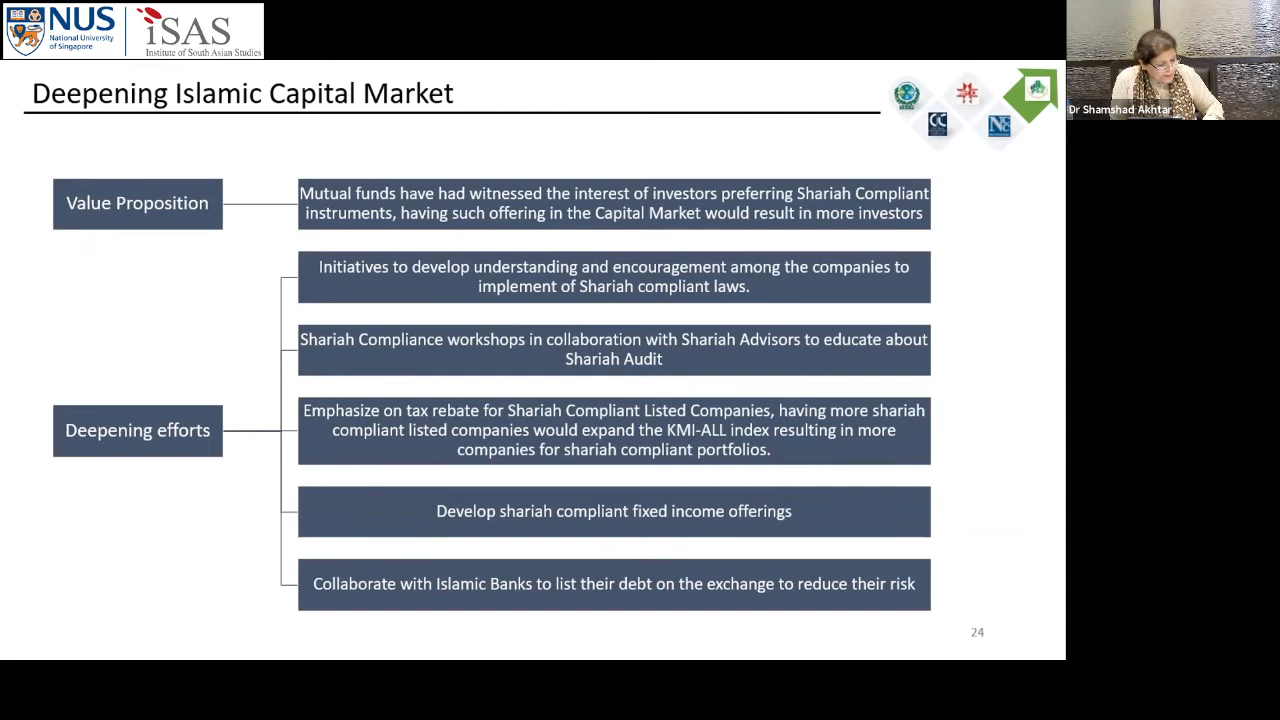 NUS
National University
of Singapore
iSAS
Institute of South Asian Studies
Dr Shamshad Akhtar
Deepening Islamic Capital Market
Value Proposition
Mutual funds have had witnessed the interest of investors preferring Shariah Compliant
instruments, having such offering in the Capital Market would result in more investors
Deepening efforts
Initiatives to develop understanding and encouragement among the companies to
implement of Shariah compliant laws.
Shariah Compliance workshops in collaboration with Shariah Advisors to educate about
Shariah Audit
Emphasize on tax rebate for Shariah Compliant Listed Companies, having more shariah
compliant listed companies would expand the KMI-ALL index resulting in more
companies for shariah compliant portfolios.
Develop shariah compliant fixed income offerings
Collaborate with Islamic Banks to list their debt on the exchange to reduce their risk
24